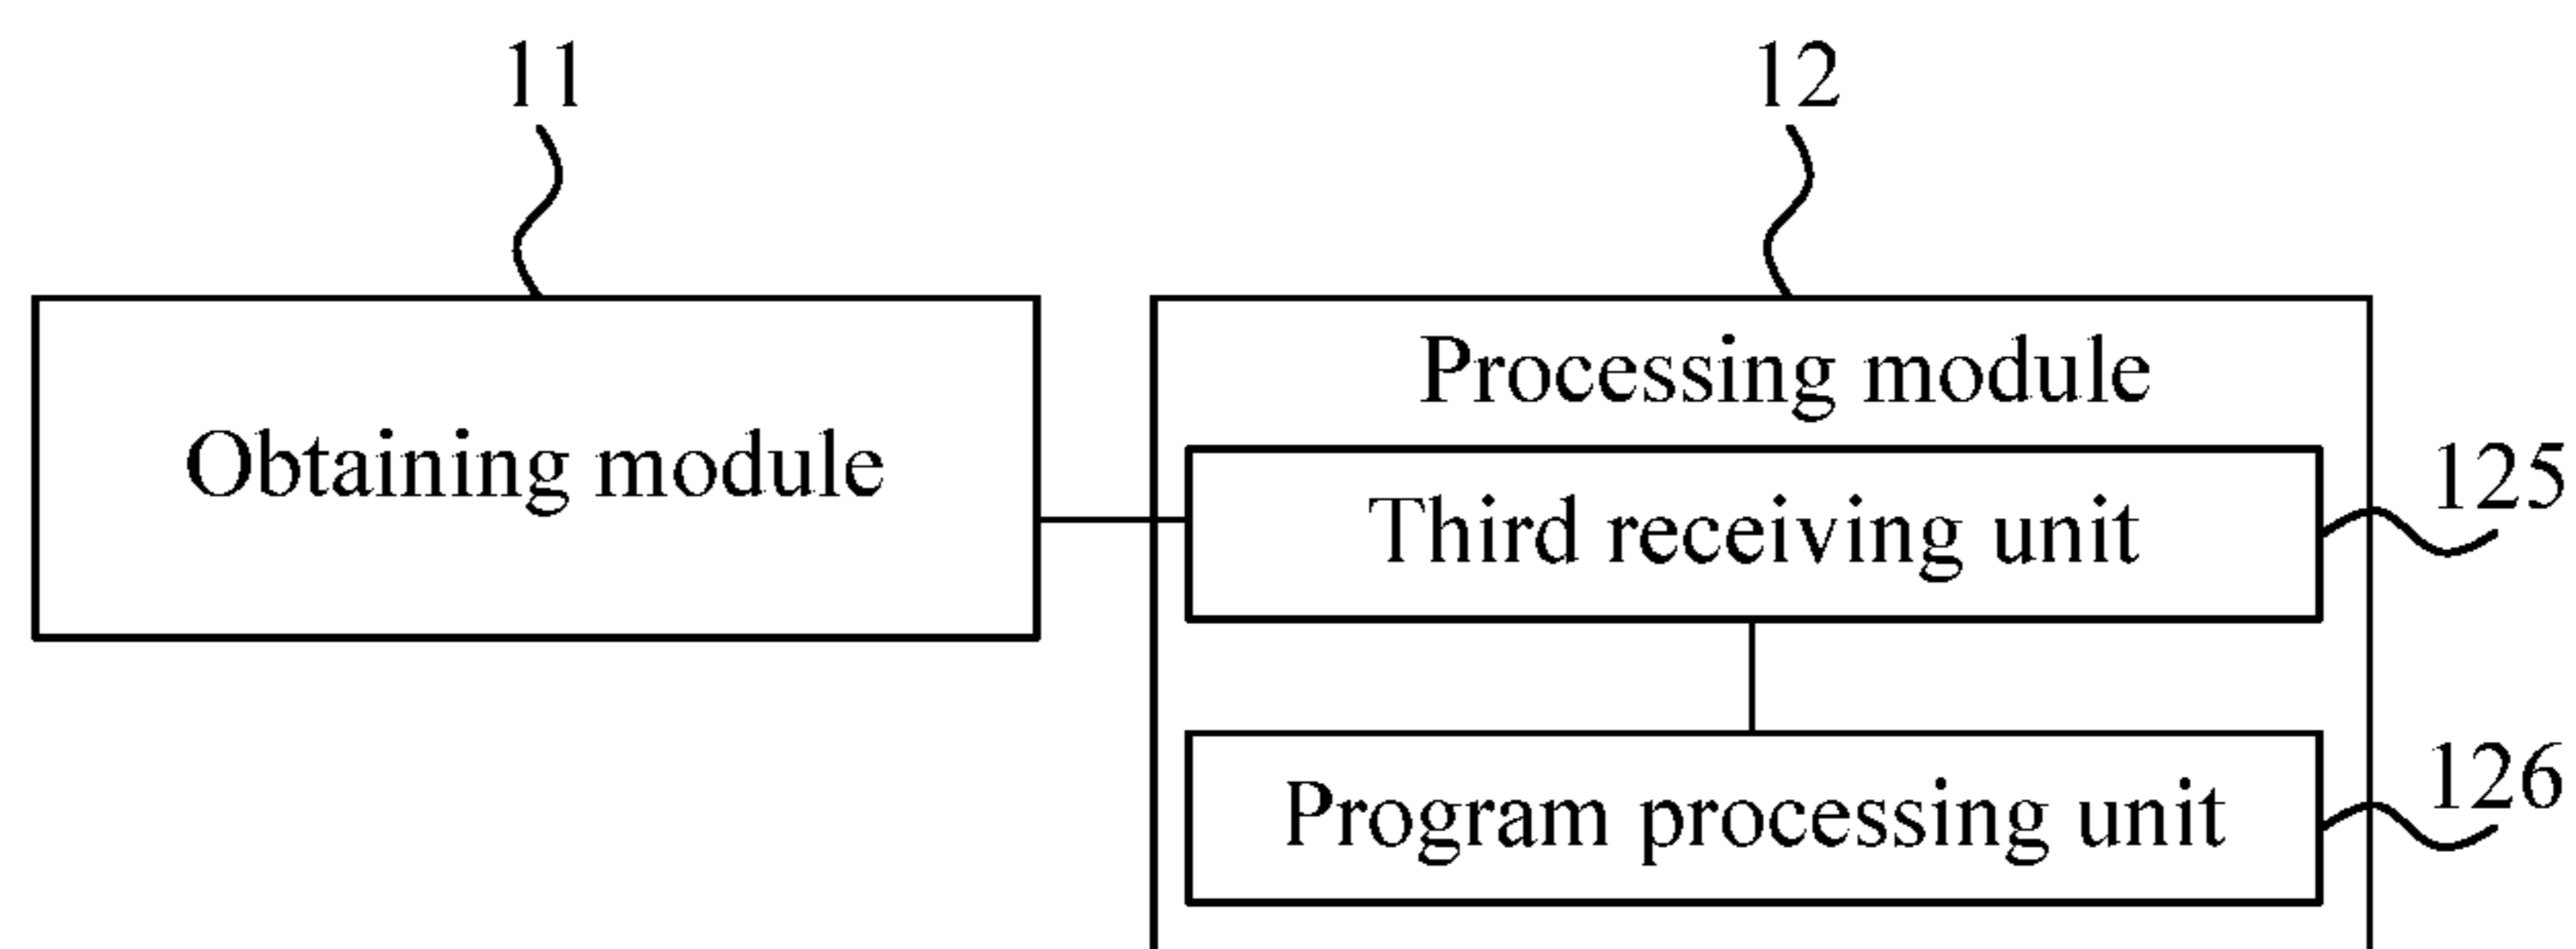 11
12
Obtaining module
Processing module
Third receiving unit
125
Program processing unit
126